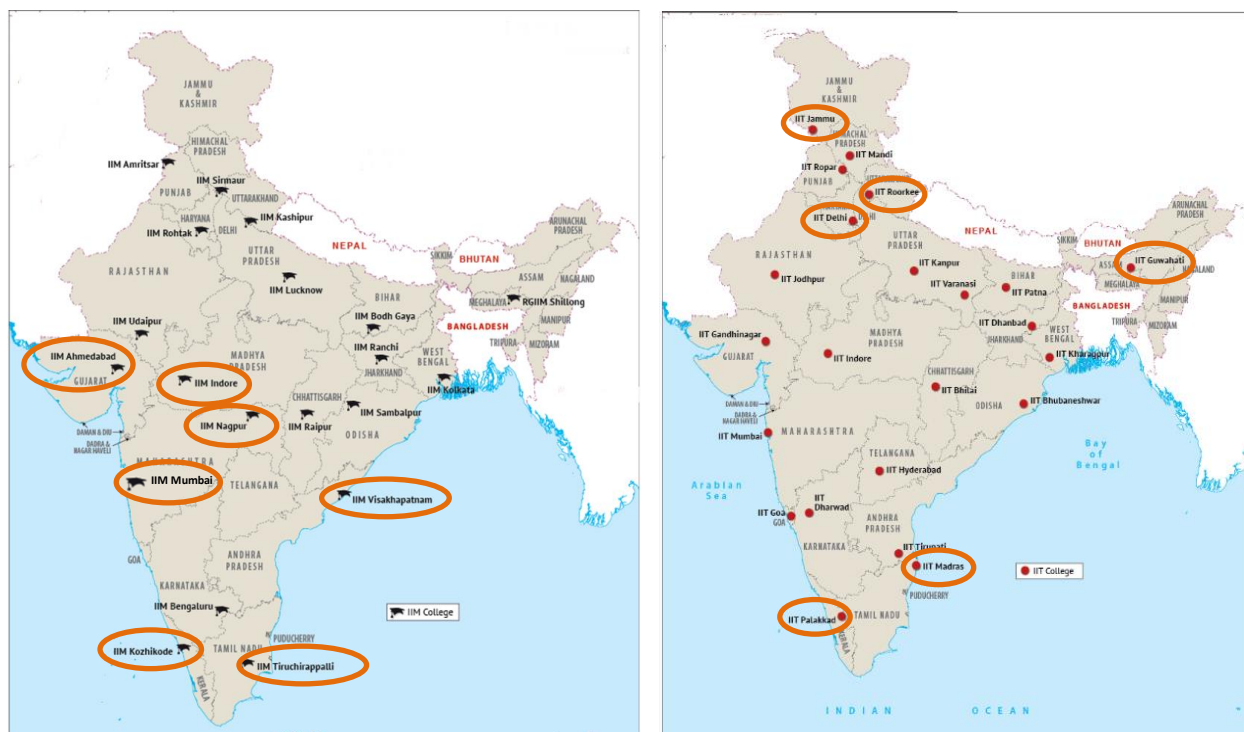 JAMMU
&
KASHMIR
HIMACHAL
PRADESH
IIM Amritsar
IIM Sirmaur
PUNJAB
UTTARAKHAND
HARYANA
IIM Kashipur
IIM Rohtak
DELHI
UTTAR
PRADESH
NEPAL
RAJASTHAN
SIKKIM
BHUTAN
ARUNACHAL
PRADESH
ASSAM
NAGALAND
IIM Lucknow
BIHAR
MEGHALAYA
RGIIM Shillong
MANIPUR
IIM Udaipur
IIM Bodh Gaya
BANGLADESH
TRIPURA
MIZORAM
IIM Ahmedabad
GUJARAT
MADHYA
PRADESH
IIM Ranchi
JHARKHAND
WEST
BENGAL
IIM Indore
IIM Kolkata
CHHATTISGARH
IIM Nagpur
IIM Raipur
IIM Sambalpur
ODISHA
DAMAN & DIU
DADRA &
NAGAR HAVELI
MAHARASHTRA
IIM Mumbai
TELANGANA
IIM Visakhapatnam
GOA
ANDHRA
PRADESH
KARNATAKA
IIM Bengaluru
IIM College
PUDUCHERRY
IIM Kozhikode
TAMIL NADU
IIM Tiruchirappalli
KERALA
JAMMU
&
KASHMIR
IIT Jammu
HIMACHAL
PRADESH
IIT Mandi
IIT Ropar
PUNJAB
IIT Roorkee
IIT Delhi
DELHI
UTTAR
PRADESH
NEPAL
RAJASTHAN
SIKKIM
BHUTAN
ARUNACHAL
PRADESH
ASSAM
IIT Guwahati
NAGALAND
IIT Jodhpur
IIT Kanpur
BIHAR
MEGHALAYA
IIT Varanasi
IIT Patna
MANIPUR
BANGLADESH
TRIPURA
MIZORAM
IIT Gandhinagar
GUJARAT
MADHYA
PRADESH
IIT Dhanbad
JHARKHAND
WEST
BENGAL
IIT Indore
IIT Kharagpur
CHHATTISGARH
IIT Bhilai
ODISHA
IIT Bhubaneshwar
DAMAN & DIU
DADRA &
NAGAR HAVELI
IIT Mumbai
MAHARASHTRA
Bay
of
Bengal
TELANGANA
IIT Hyderabad
Arabian
Sea
IIT Goa
GOA
IIT
Dharwad
ANDHRA
PRADESH
KARNATAKA
IIT Tirupati
IIT Madras
IIT College
PUDUCHERRY
IIT Palakkad
TAMIL NADU
KERALA
INDIAN OCEAN